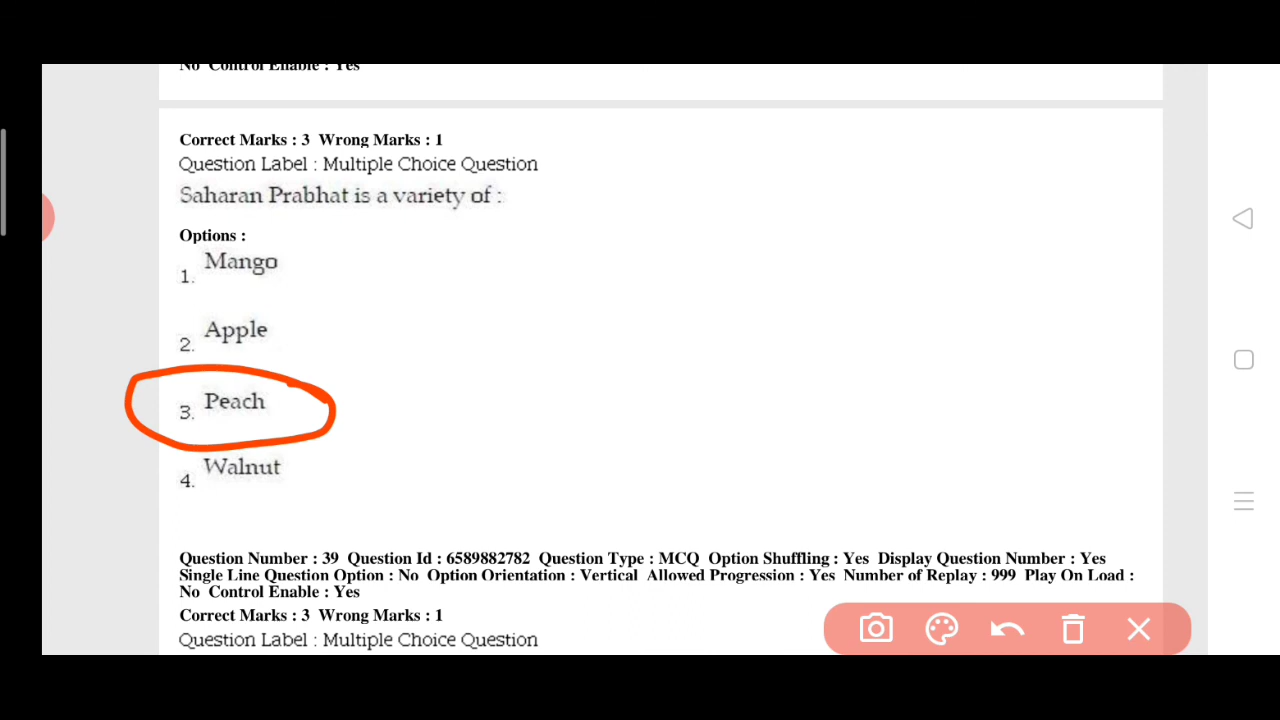 No Control Enable : Yes
Correct Marks : 3 Wrong Marks : 1
Question Label : Multiple Choice Question
Saharan Prabhat is a variety of :
Options :
Mango
1.
Apple
2.
Peach
3.
Walnut
4.
Question Number : 39 Question Id : 6589882782 Question Type : MCQ Option Shuffling : Yes Display Question Number : Yes
Single Line Question Option : No Option Orientation : Vertical Allowed Progression : Yes Number of Replay : 999 Play On Load :
No Control Enable : Yes
Correct Marks : 3 Wrong Marks : 1
Question Label : Multiple Choice Question